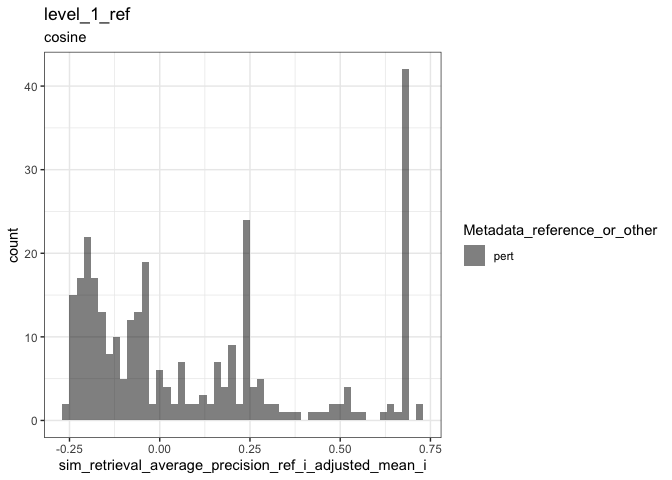 level_1_ref
cosine
40
30
20
10
0
count
-0.25 0.00 0.25 0.50 0.75
sim_retrieval_average_precision_ref_i_adjusted_mean_i
Metadata_reference_or_other
pert